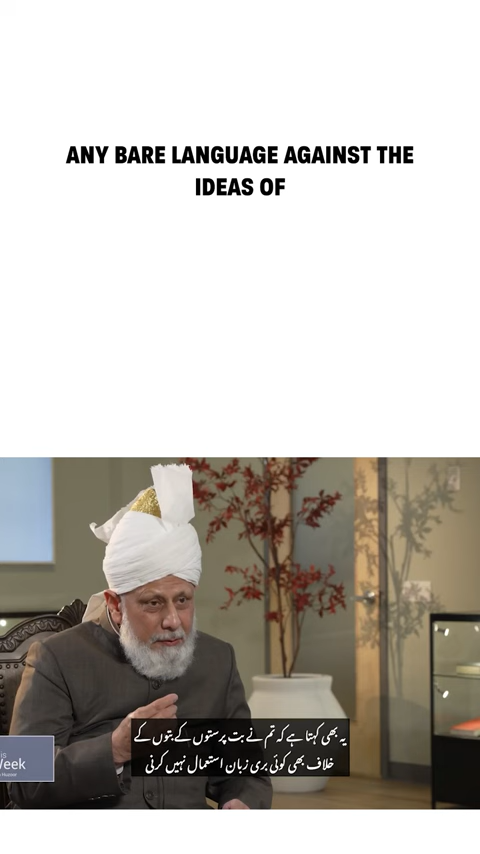 ANY BARE LANGUAGE AGAINST THE
IDEAS OF
یہ بھی کہتا ہے کہ تم نے بت پرستوں کے بتوں کے
خلاف بھی کوئی بری زبان استعمال نہیں کرنی
Week